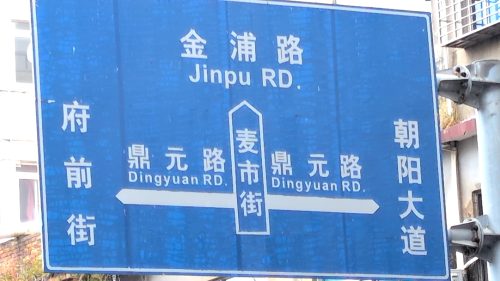 金浦路
Jinpu RD.
府前街
鼎元路
Dingyuan RD.
麦市街
鼎元路
Dingyuan RD.
朝阳大道